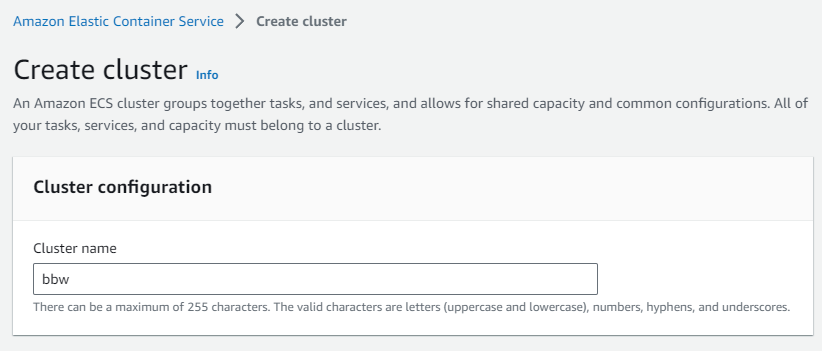 Amazon Elastic Container Service > Create cluster
Create cluster Info
An Amazon ECS cluster groups together tasks, and services, and allows for shared capacity and common configurations. All of
your tasks, services, and capacity must belong to a cluster.
Cluster configuration
Cluster name
bbw
There can be a maximum of 255 characters. The valid characters are letters (uppercase and lowercase), numbers, hyphens, and underscores.